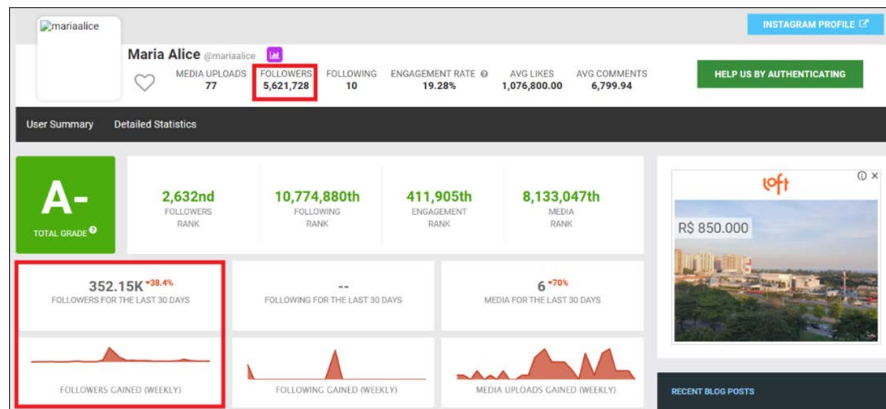 mariaalice
INSTAGRAM PROFILE
Maria Alice @mariaalice
MEDIA UPLOADS FOLLOWERS FOLLOWING ENGAGEMENT RATE AVG LIKES AVG COMMENTS
77 5,621,728 10 19.28% 1,076,800.00 6,799.94
HELP US BY AUTHENTICATING
User Summary Detailed Statistics
A-
TOTAL GRADE
2,632nd 10,774,880th 411,905th 8,133,047th
FOLLOWERS FOLLOWING ENGAGEMENT MEDIA
RANK RANK RANK RANK
loft
R$ 850.000
352.15K 38.4% -- 6 70%
FOLLOWERS FOR THE LAST 30 DAYS FOLLOWING FOR THE LAST 30 DAYS MEDIA FOR THE LAST 30 DAYS
FOLLOWERS GAINED (WEEKLY) FOLLOWING GAINED (WEEKLY) MEDIA UPLOADS GAINED (WEEKLY)
RECENT BLOG POSTS